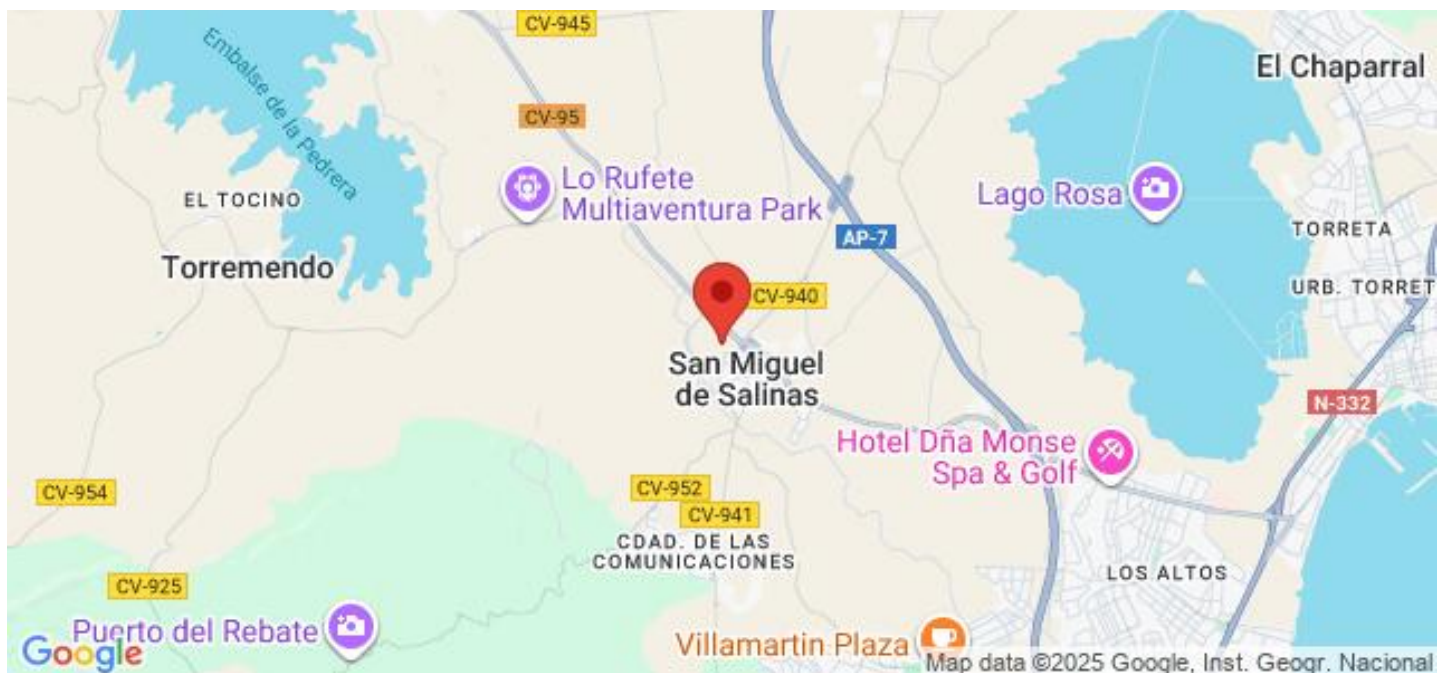 CV-945
El Chaparral
Embalse de la Pedrera
CV-95
Lo Rufete
Multiaventura Park
EL TOCINO
Lago Rosa
TORRETA
AP-7
Torremendo
CV-940
URB. TORRET
San Miguel
de Salinas
N-332
Hotel Dña Monse
Spa & Golf
CV-954
CV-952
CV-941
CDAD. DE LAS
COMUNICACIONES
LOS ALTOS
CV-925
Puerto del Rebate
Villamartin Plaza
Google
Map data ©2025 Google, Inst. Geogr. Nacional